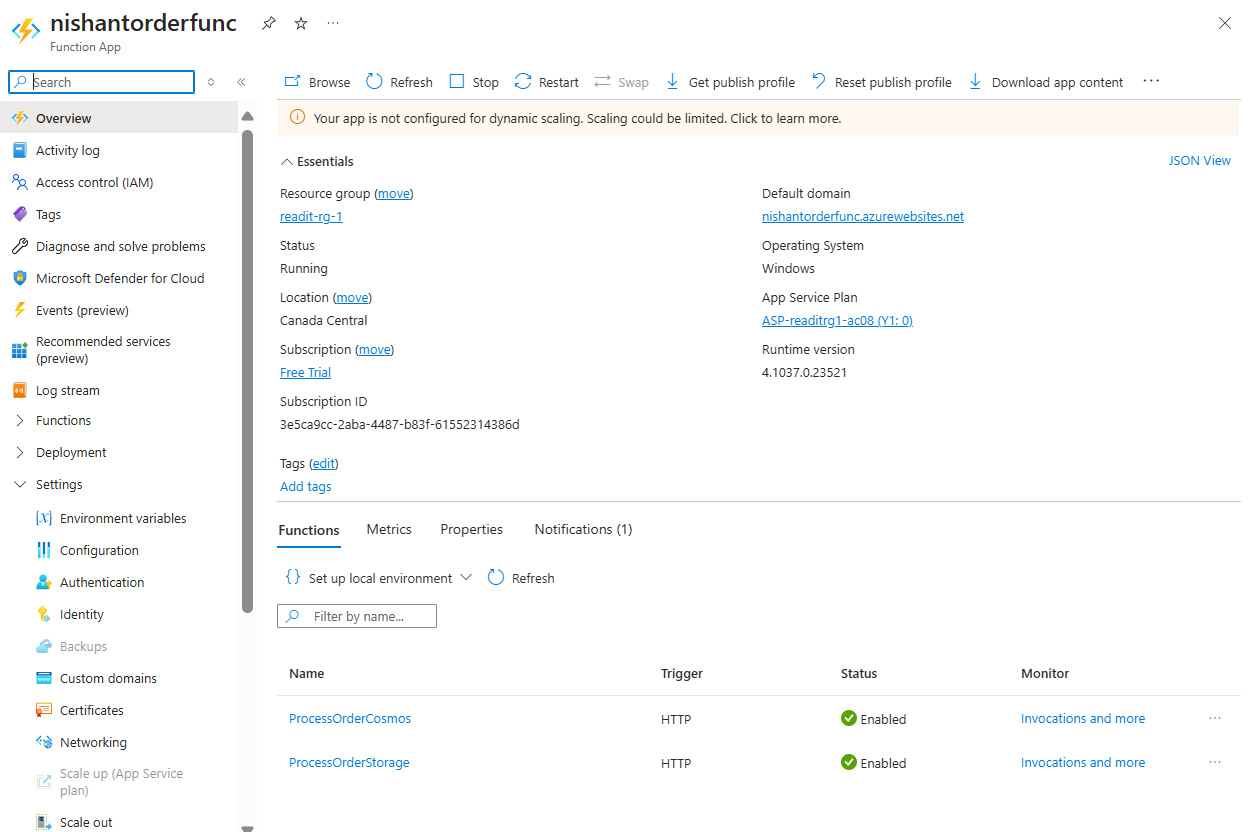 nishantorderfunc
Function App
Search
Browse Refresh Stop Restart Swap Get publish profile Reset publish profile Download app content
Overview
Activity log
Access control (IAM)
Tags
Diagnose and solve problems
Microsoft Defender for Cloud
Events (preview)
Recommended services
(preview)
Log stream
Functions
Deployment
Settings
Environment variables
Configuration
Authentication
Identity
Backups
Custom domains
Certificates
Networking
Scale up (App Service
plan)
Scale out
Your app is not configured for dynamic scaling. Scaling could be limited. Click to learn more.
Essentials
JSON View
Resource group (move)
readit-rg-1
Status
Running
Location (move)
Canada Central
Subscription (move)
Free Trial
Subscription ID
3e5ca9cc-2aba-4487-b83f-61552314386d
Tags (edit)
Add tags
Default domain
nishantorderfunc.azurewebsites.net
Operating System
Windows
App Service Plan
ASP-readitrg1-ac08 (Y1: 0)
Runtime version
4.1037.0.23521
Functions Metrics Properties Notifications (1)
Set up local environment Refresh
Filter by name...
Name Trigger Status Monitor
ProcessOrderCosmos HTTP Enabled Invocations and more
ProcessOrderStorage HTTP Enabled Invocations and more